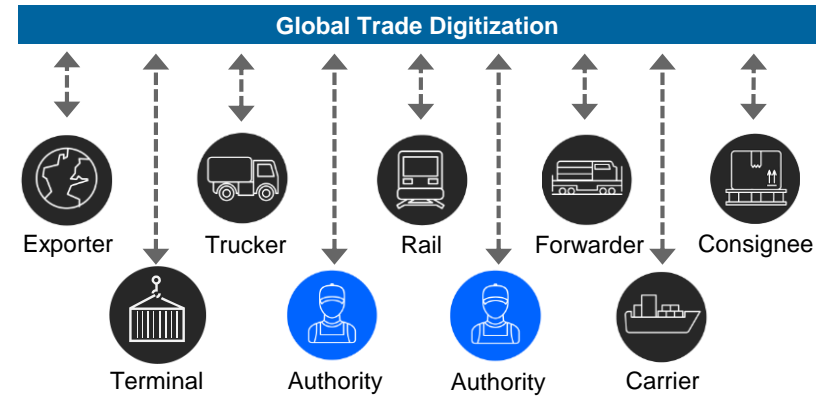 Global Trade Digitization
Exporter
Trucker
Rail
Forwarder
Consignee
Terminal
Authority
Authority
Carrier